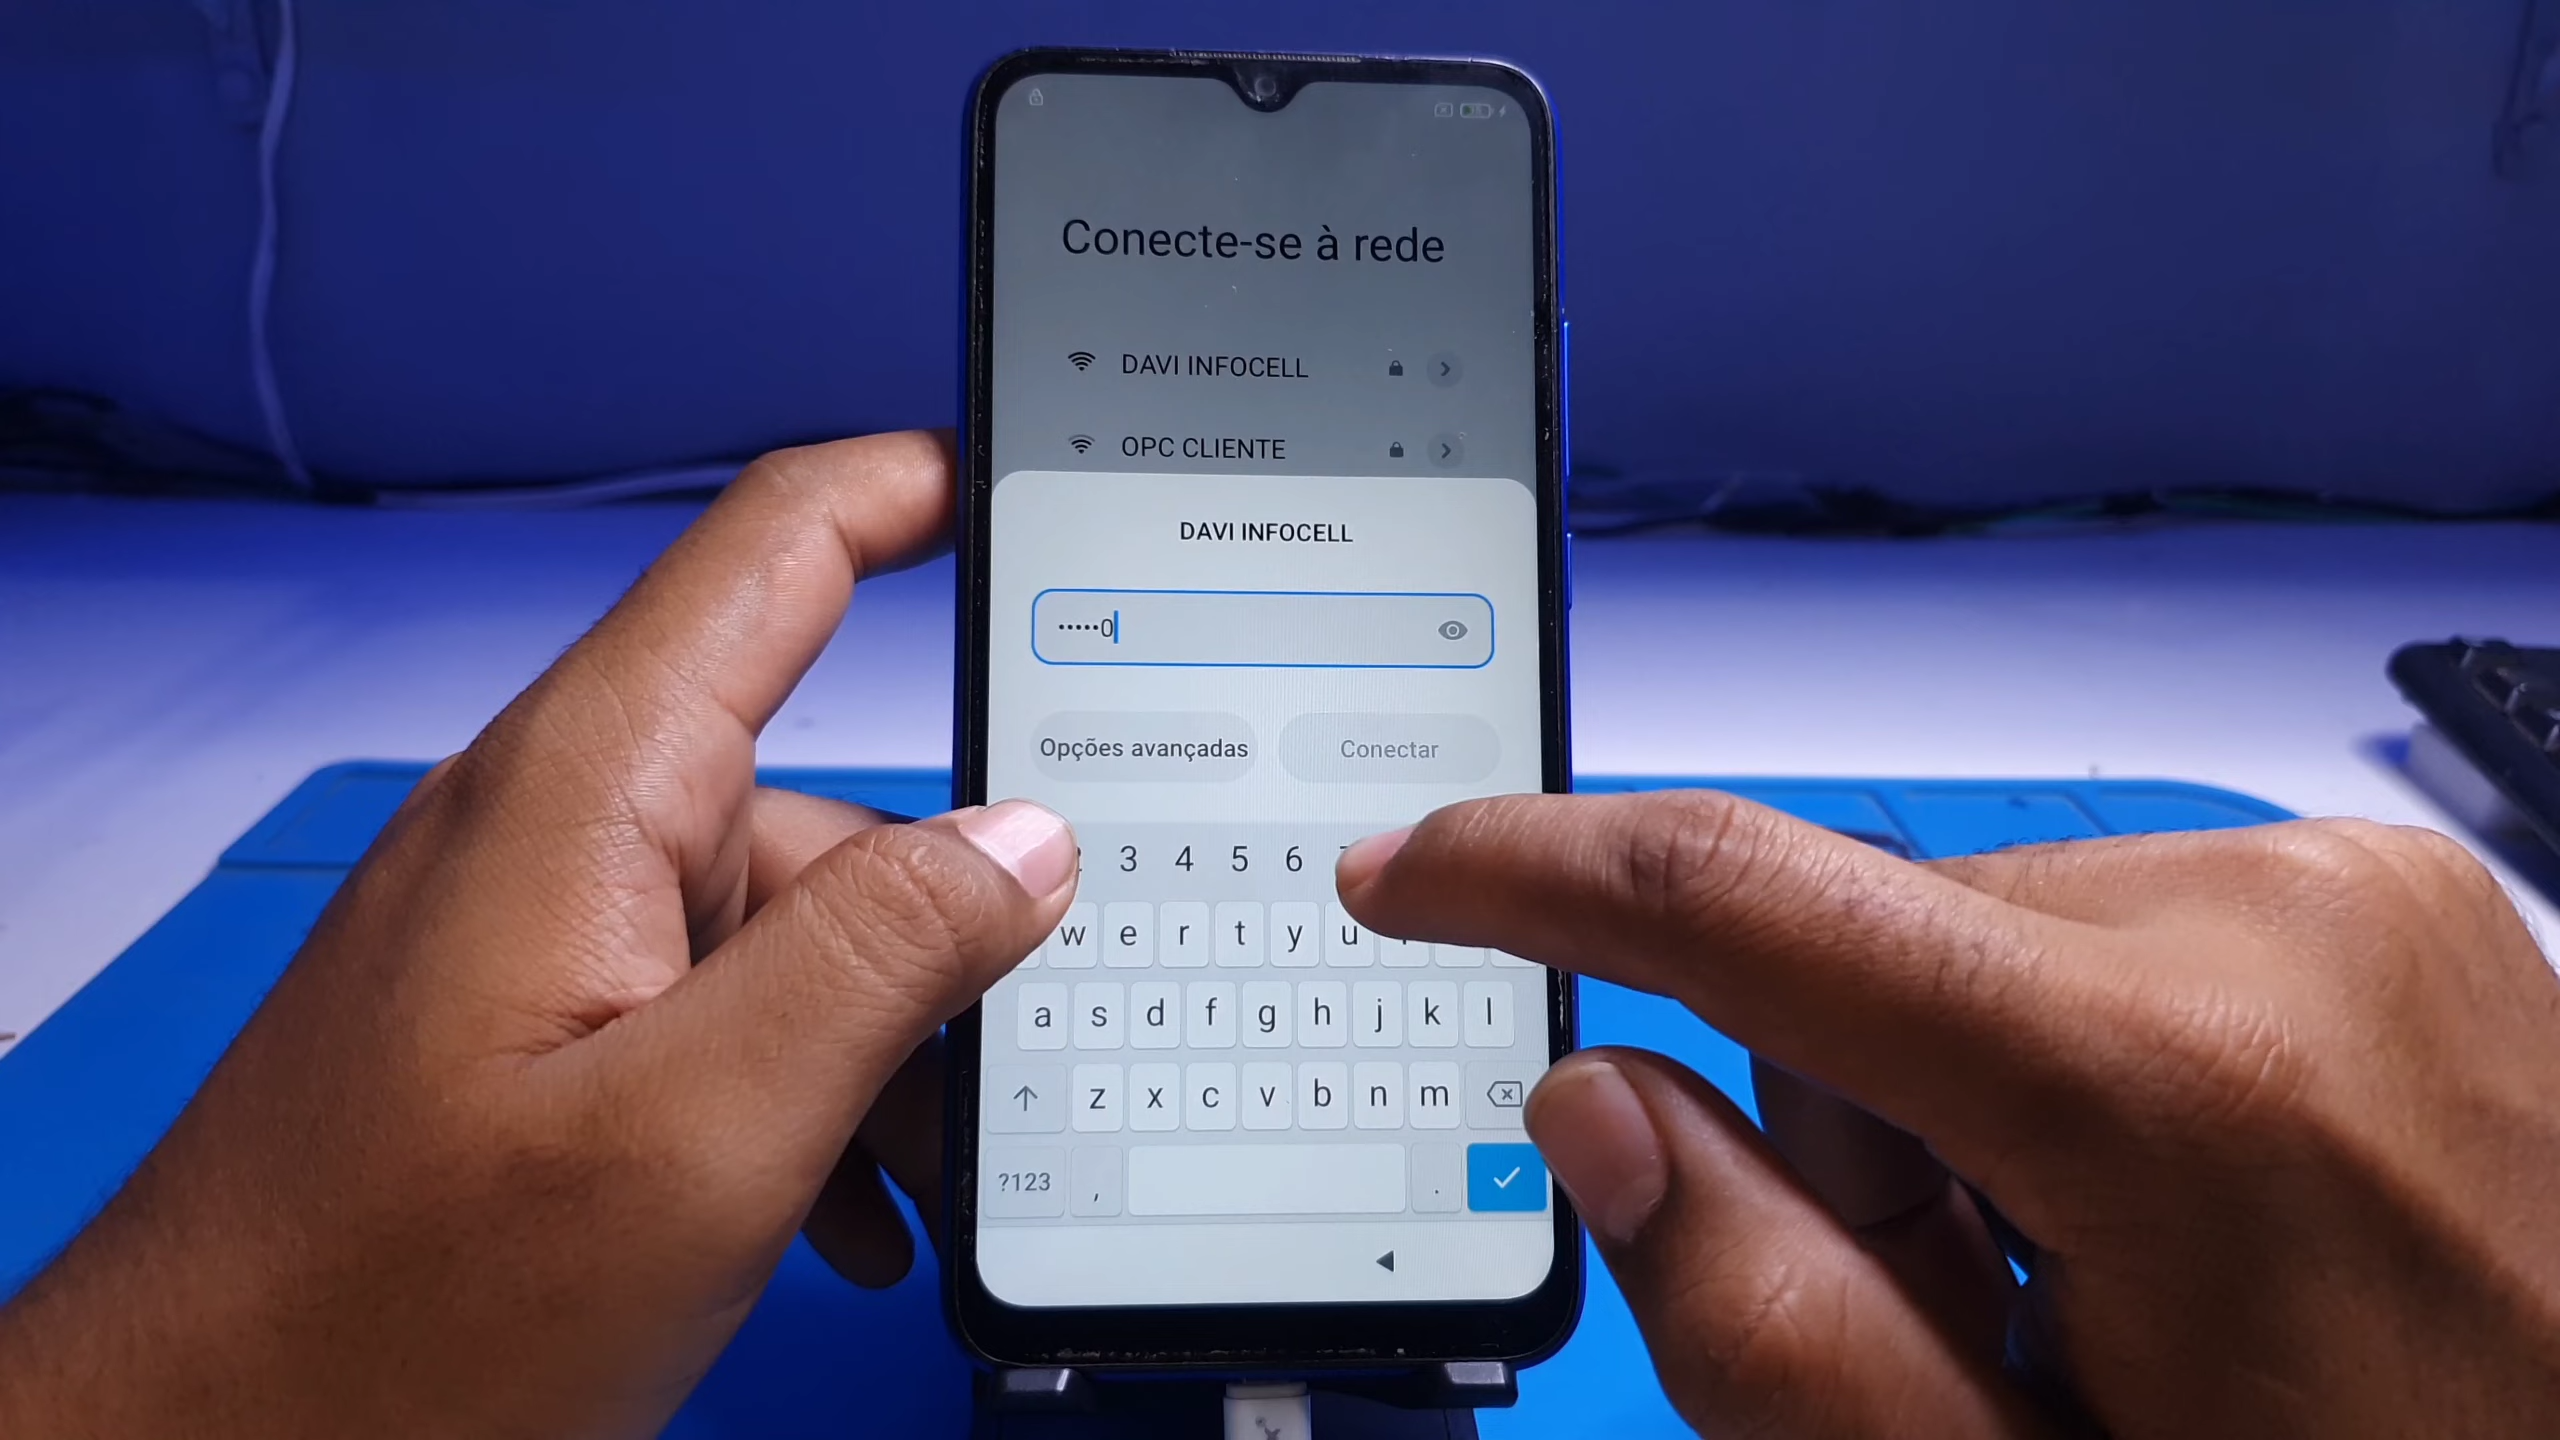 Conecte-se à rede
DAVI INFOCELL
OPC CLIENTE
DAVI INFOCELL
•••••0
Opções avançadas
Conectar
3 4 5 6
w e r t y u
a s d f g h j k l
z x c v b n m
?123 , .